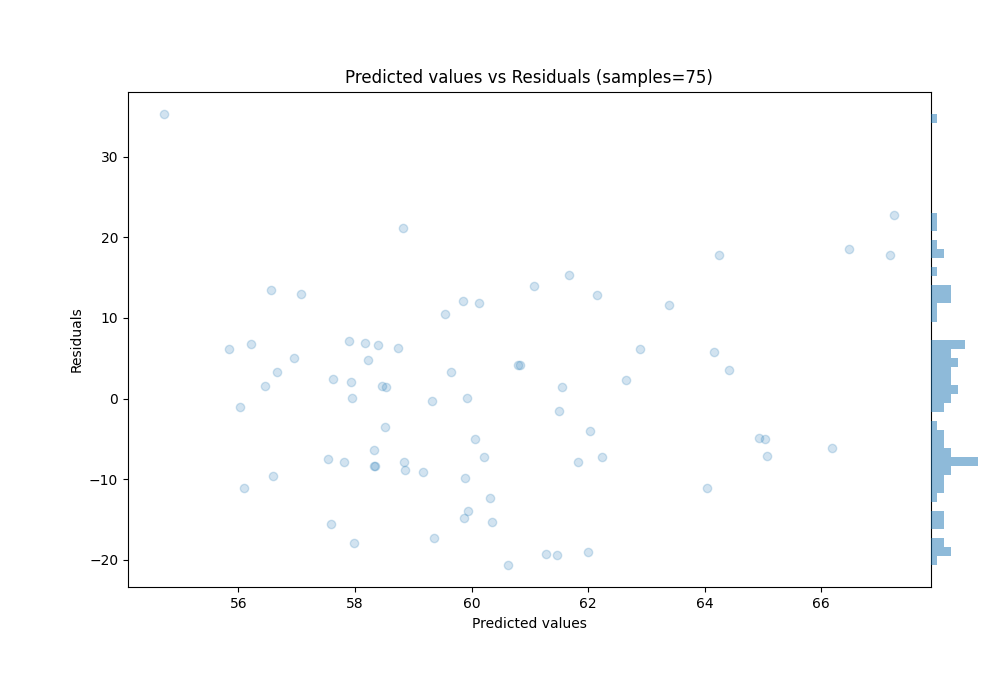 Predicted values vs Residuals (samples=75)
30
20
10
0
−10
−20
Residuals
56 58 60 62 64 66
Predicted values